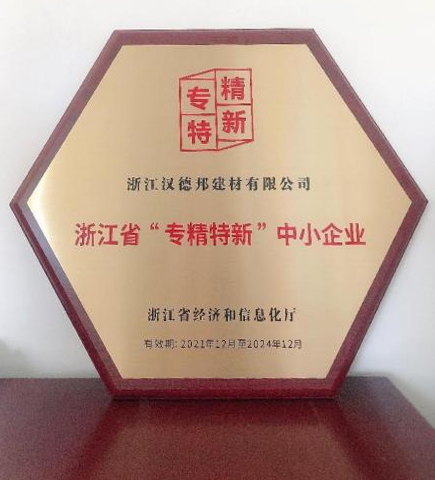 专精
特新
浙江汉德邦建材有限公司
浙江省“专精特新”中小企业
浙江省经济和信息化厅
有效期: 2021年12月至2024年12月